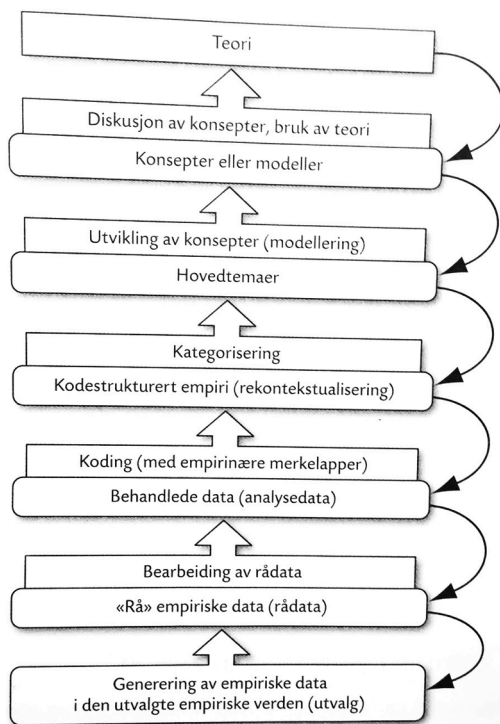 Teori
Diskusjon av konsepter, bruk av teori
Konsepter eller modeller
Utvikling av konsepter (modellering)
Hovedtemaer
Kategorisering
Kodestrukturert empiri (rekontekstualisering)
Koding (med empirinære merkelapper)
Behandlede data (analysedata)
Bearbeiding av rådata
«Rå» empiriske data (rådata)
Generering av empiriske data
i den utvalgte empiriske verden (utvalg)